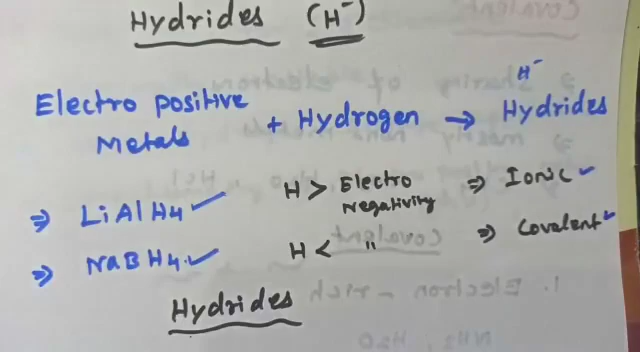 Hydrides (H⁻)
H⁻
Electro positive Metals + Hydrogen → Hydrides
⇒ LiAlH4 ✓ H > Electro Negativity ⇒ Ionic ✓
⇒ NaBH4 ✓ H < " ⇒ Covalent ✓
Hydrides